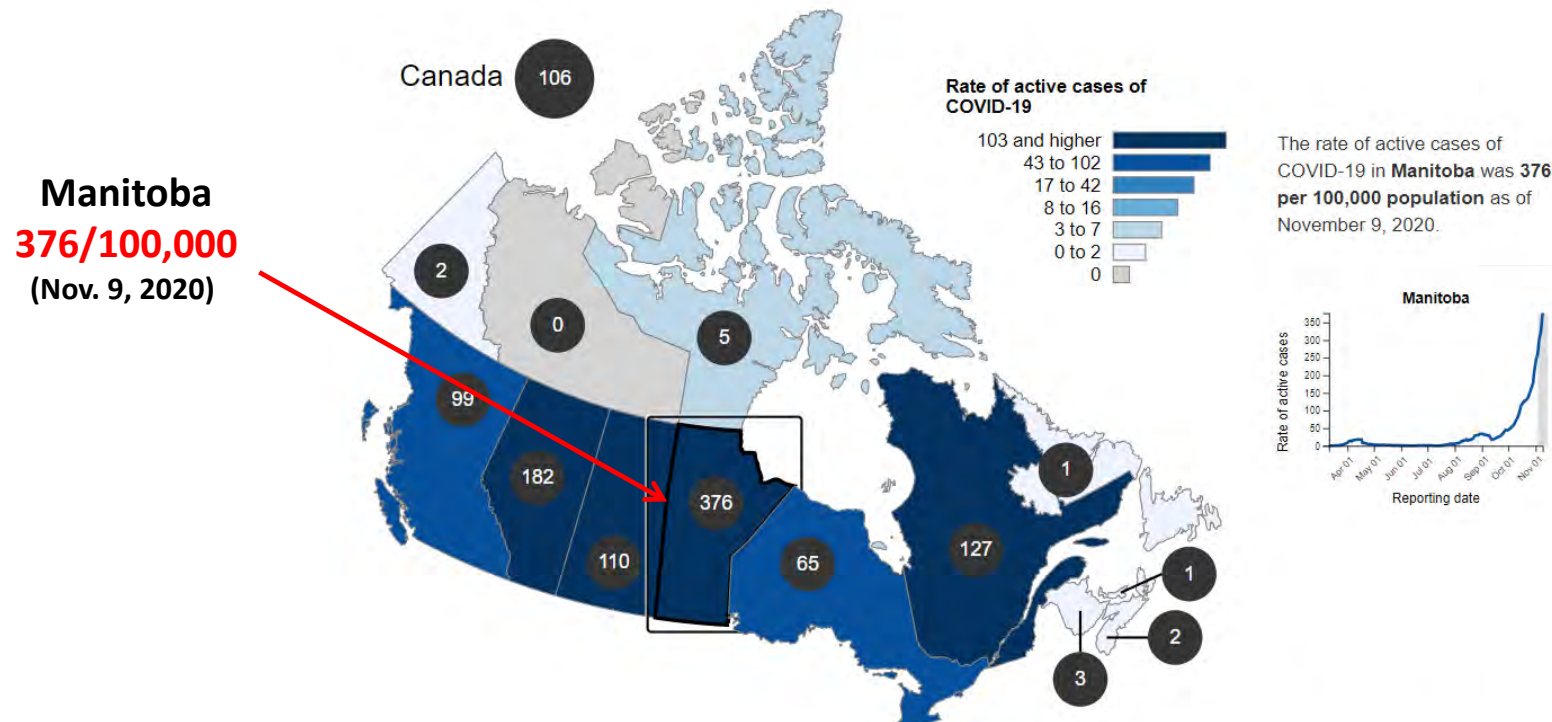 Manitoba
376/100,000
(Nov. 9, 2020)
Canada
106
2
0
5
99
182
110
376
65
127
1
1
2
3
Rate of active cases of
COVID-19
103 and higher
43 to 102
17 to 42
8 to 16
3 to 7
0 to 2
0
The rate of active cases of
COVID-19 in Manitoba was 376
per 100,000 population as of
November 9, 2020.
Manitoba
Rate of active cases
350
300
250
200
150
100
50
0
Apr 01
May 01
Jun 01
Jul 01
Aug 01
Sep 01
Oct 01
Nov 01
Reporting date